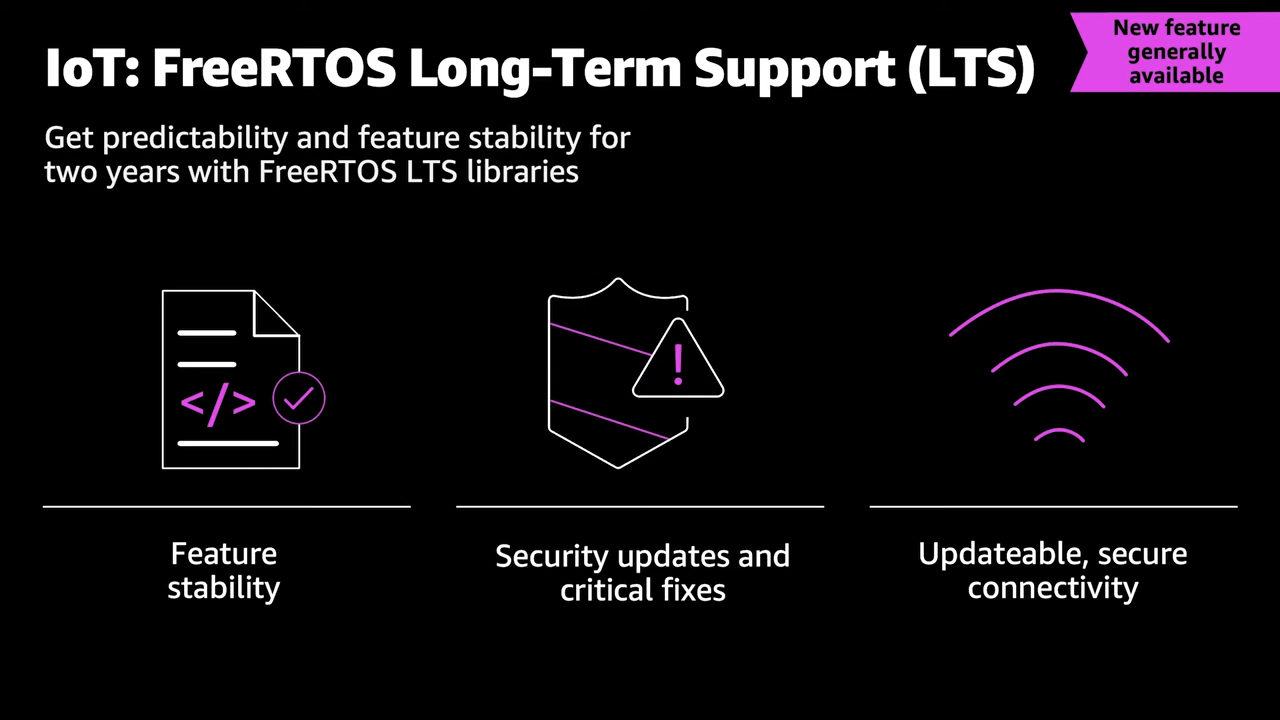 IoT: FreeRTOS Long-Term Support (LTS)
New feature
generally
available
Get predictability and feature stability for
two years with FreeRTOS LTS libraries
</>
!
Feature
stability
Security updates and
critical fixes
Updateable, secure
connectivity